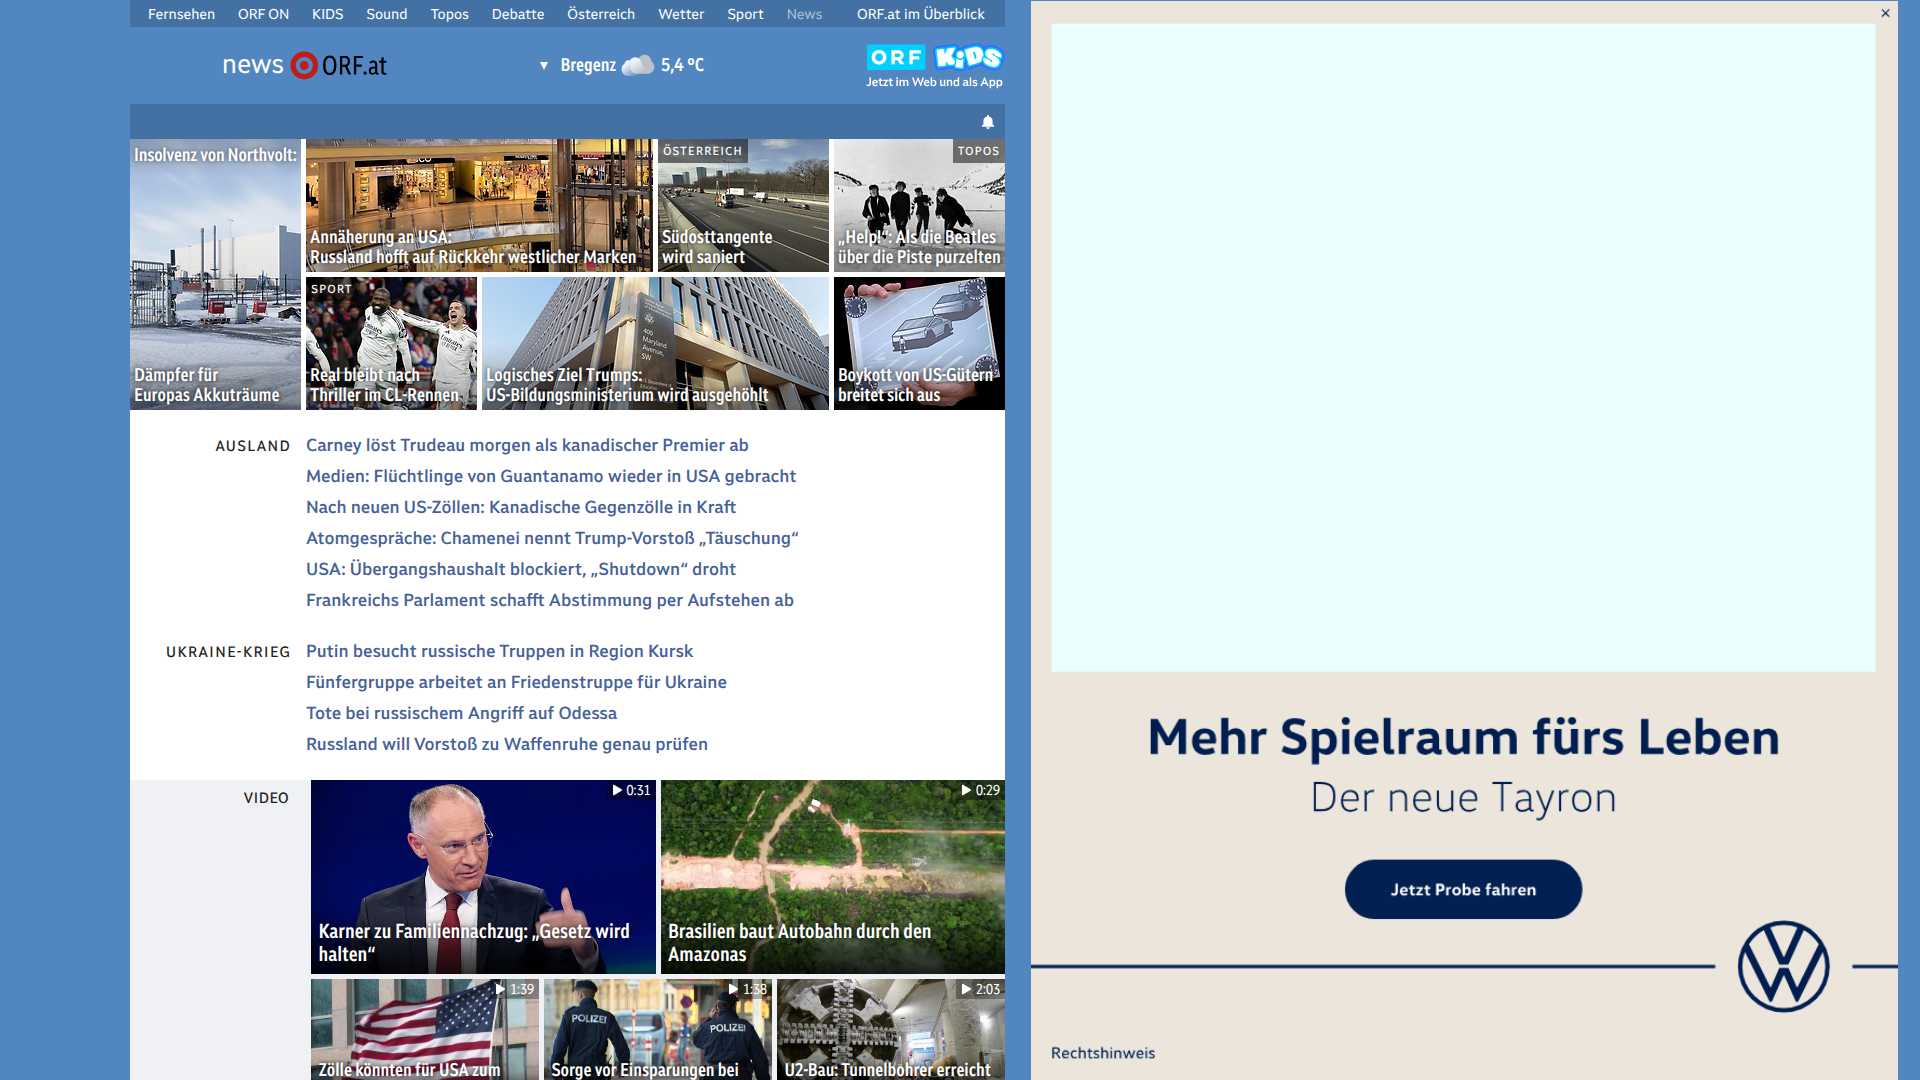 Fernsehen ORF ON KIDS Sound Topos Debatte Österreich Wetter Sport News ORF.at im Überblick
news ORF.at
▼ Bregenz 5,4 °C
ORF KiDS
Jetzt im Web und als App
Insolvenz von Northvolt:
Dämpfer für
Europas Akkuträume
Annäherung an USA:
Russland hofft auf Rückkehr westlicher Marken
ÖSTERREICH
Südosttangente
wird saniert
TOPOS
„Help!“: Als die Beatles
über die Piste purzelten
SPORT
Real bleibt nach
Thriller im CL-Rennen
400
Maryland
Avenue,
SW
Logisches Ziel Trumps:
US-Bildungsministerium wird ausgehöhlt
Boykott von US-Gütern
breitet sich aus
AUSLAND
Carney löst Trudeau morgen als kanadischer Premier ab
Medien: Flüchtlinge von Guantanamo wieder in USA gebracht
Nach neuen US-Zöllen: Kanadische Gegenzölle in Kraft
Atomgespräche: Chamenei nennt Trump-Vorstoß „Täuschung“
USA: Übergangshaushalt blockiert, „Shutdown“ droht
Frankreichs Parlament schafft Abstimmung per Aufstehen ab
UKRAINE-KRIEG
Putin besucht russische Truppen in Region Kursk
Fünfergruppe arbeitet an Friedenstruppe für Ukraine
Tote bei russischem Angriff auf Odessa
Russland will Vorstoß zu Waffenruhe genau prüfen
VIDEO
0:31
Karner zu Familiennachzug: „Gesetz wird
halten“
0:29
Brasilien baut Autobahn durch den
Amazonas
1:39
Zölle könnten für USA zum
1:38
POLIZEI
POLIZEI
Sorge vor Einsparungen bei
2:03
U2-Bau: Tunnelbohrer erreicht
Mehr Spielraum fürs Leben
Der neue Tayron
Jetzt Probe fahren
Rechtshinweis